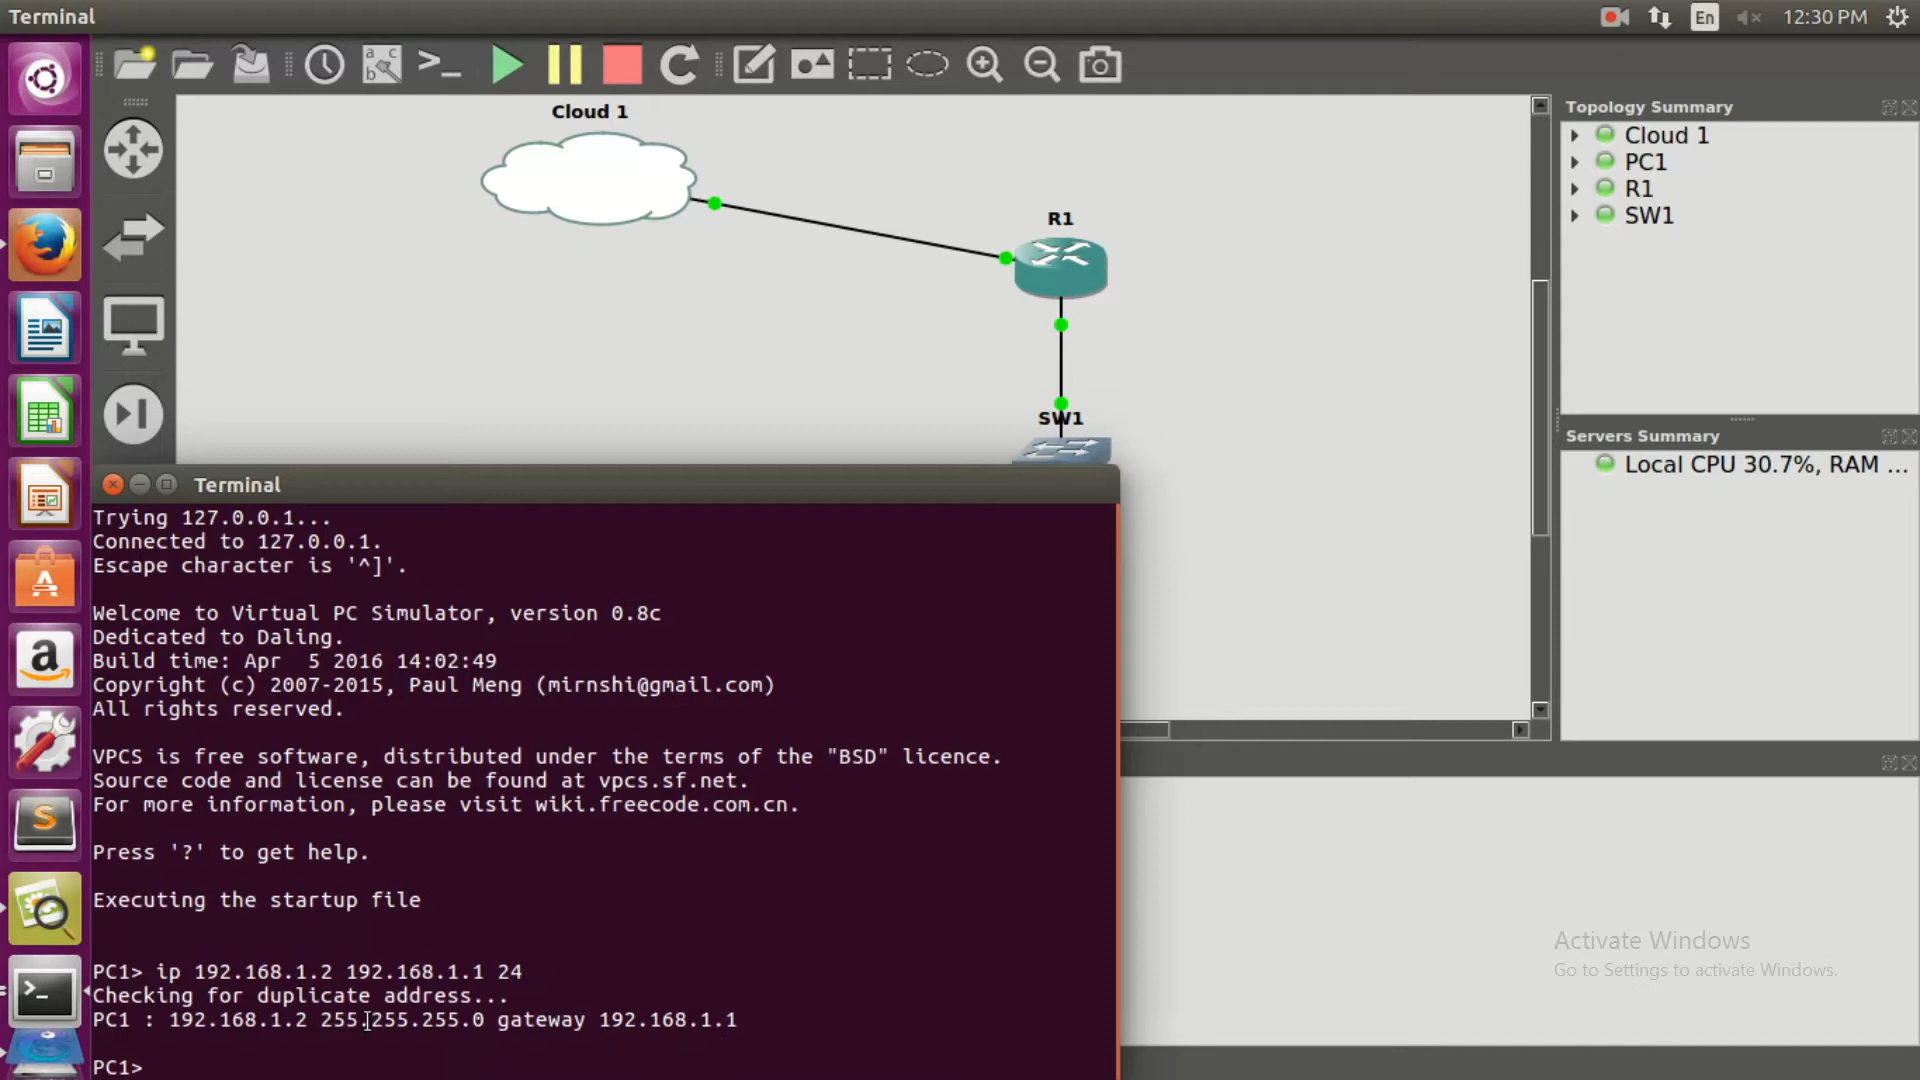 Terminal
En
12:30 PM
a c
b
Cloud 1
R1
SW1
Topology Summary
Cloud 1
PC1
R1
SW1
Servers Summary
Local CPU 30.7%, RAM ...
Terminal
Trying 127.0.0.1...
Connected to 127.0.0.1.
Escape character is '^]'.
Welcome to Virtual PC Simulator, version 0.8c
Dedicated to Daling.
Build time: Apr  5 2016 14:02:49
Copyright (c) 2007-2015, Paul Meng (mirnshi@gmail.com)
All rights reserved.
VPCS is free software, distributed under the terms of the "BSD" licence.
Source code and license can be found at vpcs.sf.net.
For more information, please visit wiki.freecode.com.cn.
Press '?' to get help.
Executing the startup file
PC1> ip 192.168.1.2 192.168.1.1 24
Checking for duplicate address...
PC1 : 192.168.1.2 255.255.255.0 gateway 192.168.1.1
PC1>
Activate Windows
Go to Settings to activate Windows.